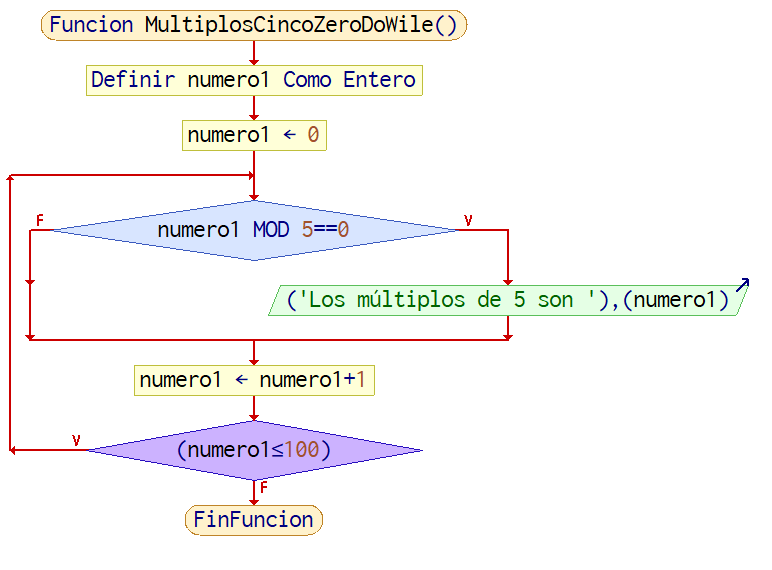 Funcion MultiplosCincoZeroDoWile()
Definir numero1 Como Entero
numero1 ← 0
F
numero1 MOD 5==0
V
('Los múltiplos de 5 son '),(numero1)
numero1 ← numero1+1
V
(numero1≤100)
F
FinFuncion